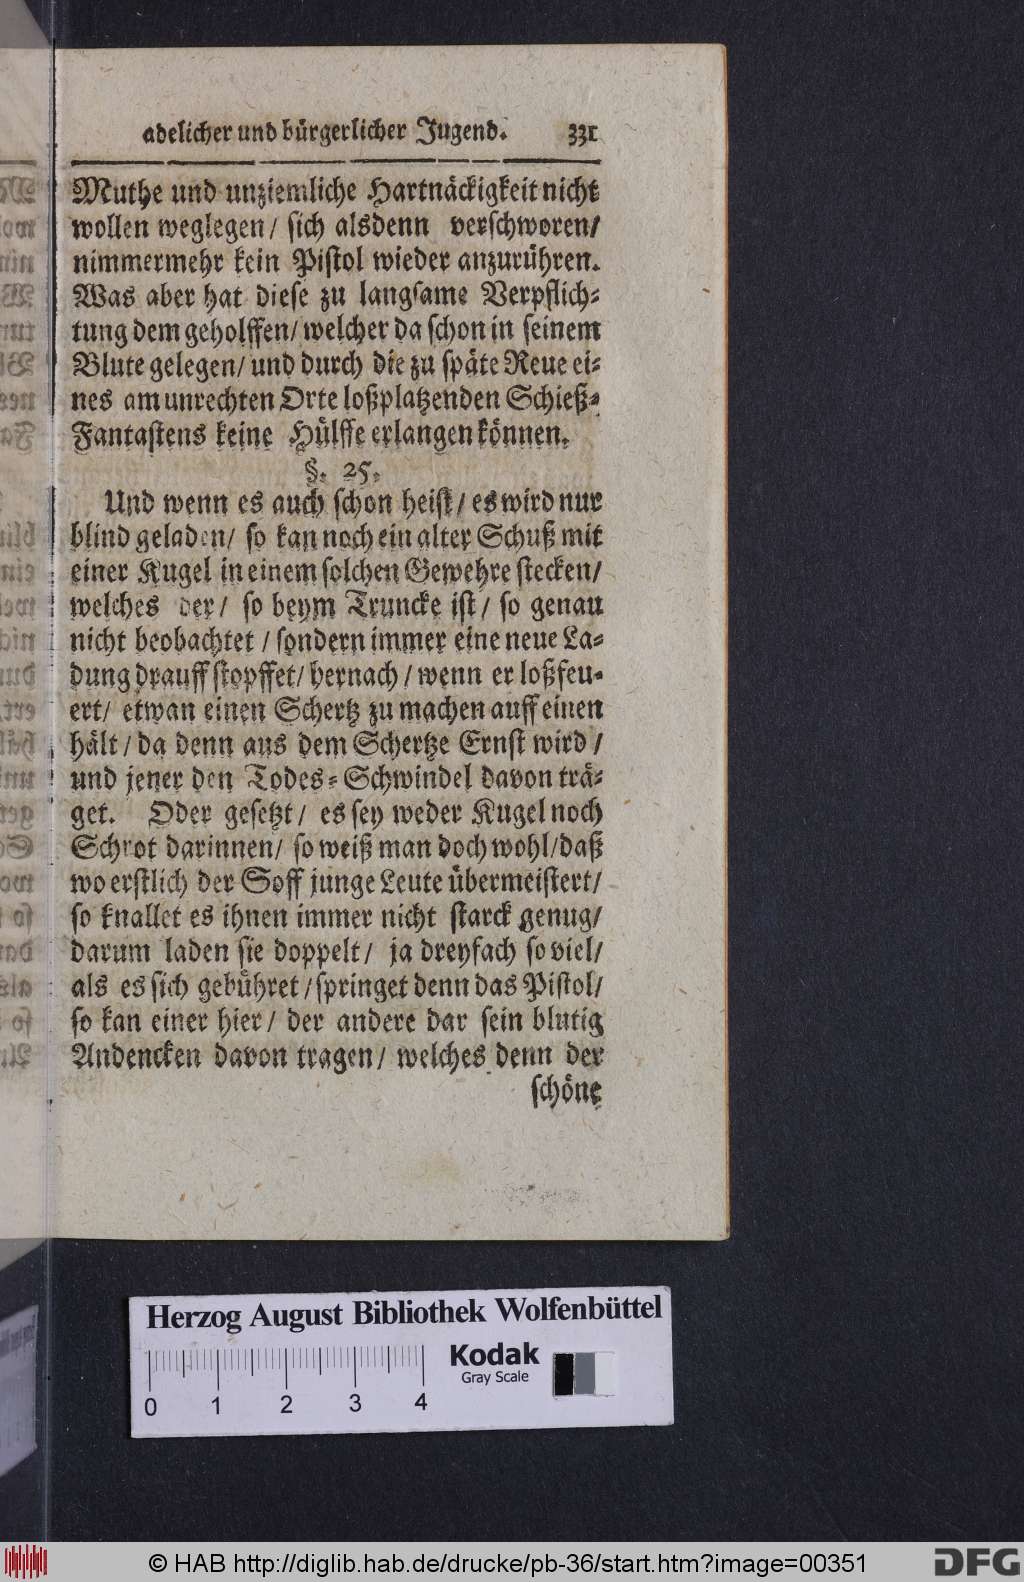 adelicher und bürgerlicher Jugend. 331
Muthe und unziemliche Hartnäckigkeit nicht
wollen weglegen / sich alsdenn verschworen /
nimmermehr kein Pistol wieder anzurühren.
Was aber hat diese zu langsame Verpflich-
tung dem geholffen / welcher da schon in seinem
Blute gelegen / und durch die zu späte Reue ei-
nes am unrechten Orte loßplatzenden Schieß-
Fantastens keine Hülffe erlangen können.
§. 25.
Und wenn es auch schon heist / es wird nur
blind geladen / so kan noch ein alter Schuß mit
einer Kugel in einem solchen Gewehre stecken /
welches der / so beym Truncke ist / so genau
nicht beobachtet / sondern immer eine neue La-
dung drauff stopffet / hernach / wenn er loßfeu-
ert / etwan einen Schertz zu machen auff einen
hält / da denn aus dem Schertze Ernst wird /
und jener den Todes-Schwindel davon trä-
get. Oder gesetzt / es sey weder Kugel noch
Schrot darinnen / so weiß man doch wohl / daß
wo erstlich der Soff junge Leute übermeistert /
so knallet es ihnen immer nicht starck genug /
darum laden sie doppelt / ja dreyfach so viel /
als es sich gebühret / springet denn das Pistol /
so kan einer hier / der andere dar sein blutig
Andencken davon tragen / welches denn der
schöne
Herzog August Bibliothek Wolfenbüttel
Kodak
Gray Scale
0 1 2 3 4
© HAB http://diglib.hab.de/drucke/pb-36/start.htm?image=00351
DFG